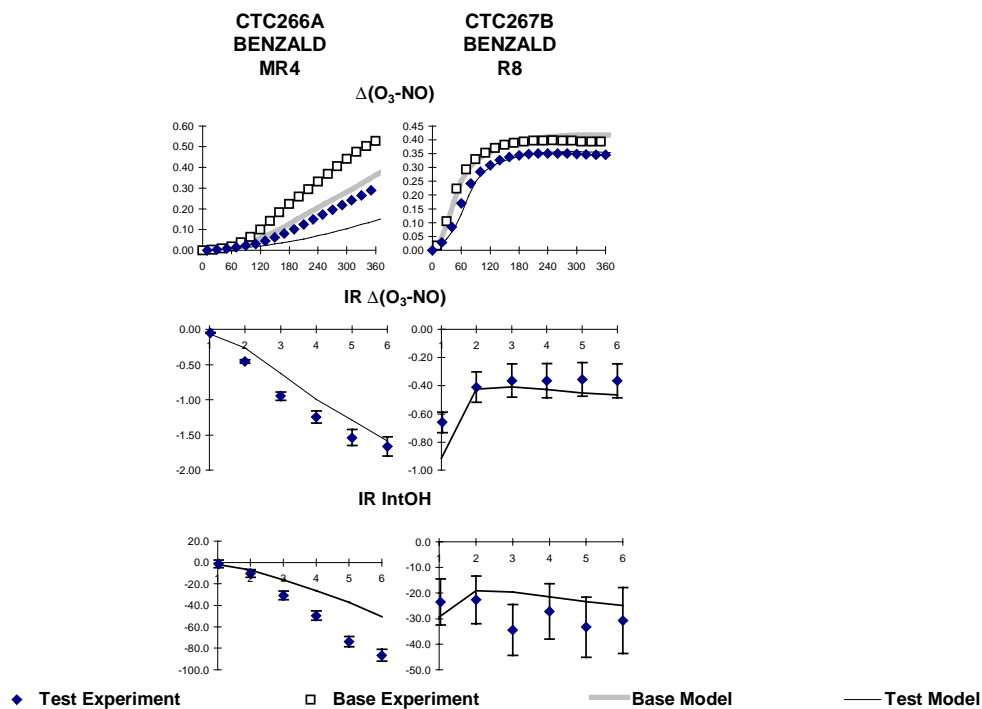 CTC266A CTC267B
BENZALD BENZALD
MR4 R8
Δ(O₃-NO)
0.60 0.45
0.50 0.40
0.40 0.35
0.30 0.30
0.20 0.25
0.10 0.20
0.00 0.15
0.10
0.05
0.00
0 60 120 180 240 300 360 0 60 120 180 240 300 360
IR Δ(O₃-NO)
0.00 0.00
-0.50 -0.20
-1.00 -0.40
-1.50 -0.60
-2.00 -0.80
-1.00
1 2 3 4 5 6 1 2 3 4 5 6
IR IntOH
20.0 0.0
0.0 -10.0
-20.0 -20.0
-40.0 -30.0
-60.0 -40.0
-80.0 -50.0
-100.0
1 2 3 4 5 6 1 2 3 4 5 6
Test Experiment Base Experiment Base Model Test Model